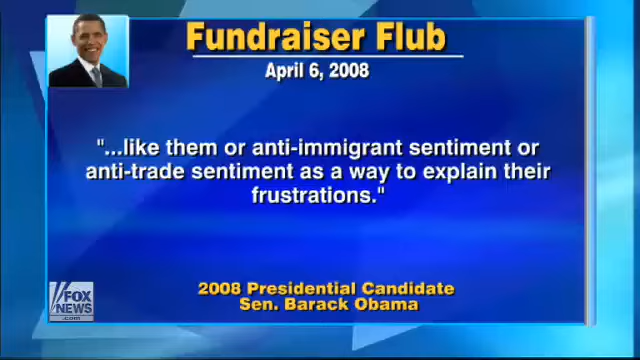 Fundraiser Flub
April 6, 2008
"...like them or anti-immigrant sentiment or
anti-trade sentiment as a way to explain their
frustrations."
2008 Presidential Candidate
Sen. Barack Obama
FOX
NEWS
.com